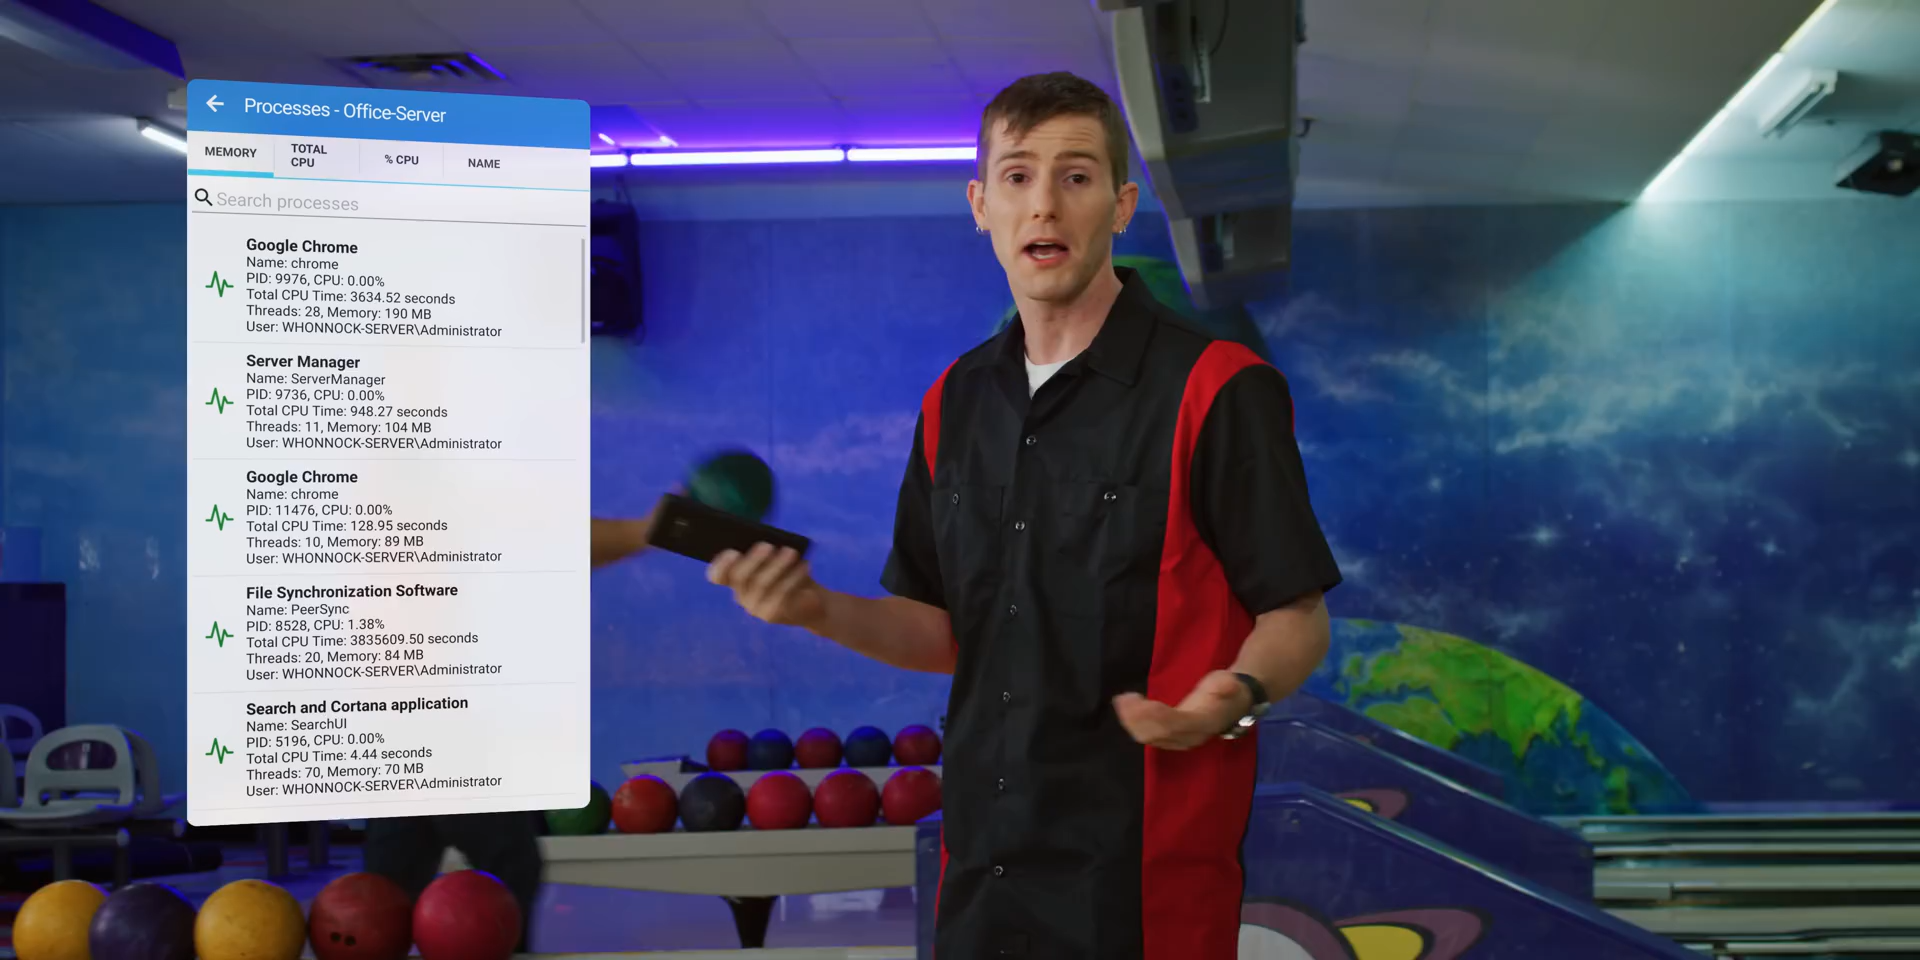 Processes - Office-Server
MEMORY
TOTAL
CPU
% CPU
NAME
Search processes
Google Chrome
Name: chrome
PID: 9976, CPU: 0.00%
Total CPU Time: 3634.52 seconds
Threads: 28, Memory: 190 MB
User: WHONNOCK-SERVER\Administrator
Server Manager
Name: ServerManager
PID: 9736, CPU: 0.00%
Total CPU Time: 948.27 seconds
Threads: 11, Memory: 104 MB
User: WHONNOCK-SERVER\Administrator
Google Chrome
Name: chrome
PID: 11476, CPU: 0.00%
Total CPU Time: 128.95 seconds
Threads: 10, Memory: 89 MB
User: WHONNOCK-SERVER\Administrator
File Synchronization Software
Name: PeerSync
PID: 8528, CPU: 1.38%
Total CPU Time: 3835609.50 seconds
Threads: 20, Memory: 84 MB
User: WHONNOCK-SERVER\Administrator
Search and Cortana application
Name: SearchUI
PID: 5196, CPU: 0.00%
Total CPU Time: 4.44 seconds
Threads: 70, Memory: 70 MB
User: WHONNOCK-SERVER\Administrator